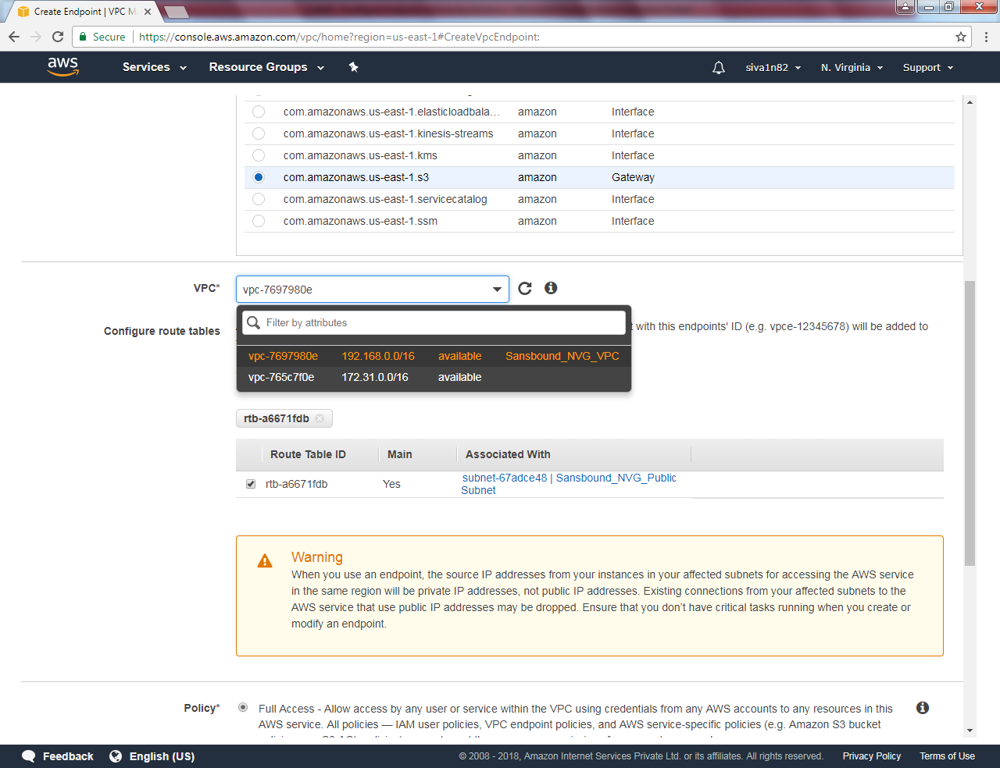 Create Endpoint | VPC M
Secure
https://console.aws.amazon.com/vpc/home?region=us-east-1#CreateVpcEndpoint:
aws
Services
Resource Groups
siva1n82
N. Virginia
Support
com.amazonaws.us-east-1.elasticloadbala... amazon Interface
com.amazonaws.us-east-1.kinesis-streams amazon Interface
com.amazonaws.us-east-1.kms amazon Interface
com.amazonaws.us-east-1.s3 amazon Gateway
com.amazonaws.us-east-1.servicecatalog amazon Interface
com.amazonaws.us-east-1.ssm amazon Interface
VPC*
vpc-7697980e
Filter by attributes
Configure route tables
with this endpoints' ID (e.g. vpce-12345678) will be added to
vpc-7697980e 192.168.0.0/16 available Sansbound_NVG_VPC
vpc-765c7f0e 172.31.0.0/16 available
rtb-a6671fdb
Route Table ID Main Associated With
rtb-a6671fdb Yes subnet-67adce48 | Sansbound_NVG_Public
Subnet
Warning
When you use an endpoint, the source IP addresses from your instances in your affected subnets for accessing the AWS service
in the same region will be private IP addresses, not public IP addresses. Existing connections from your affected subnets to
the AWS service that use public IP addresses may be dropped. Ensure that you don't have critical tasks running when you create or
modify an endpoint.
Policy*
Full Access - Allow access by any user or service within the VPC using credentials from any AWS accounts to any resources in this
AWS service. All policies — IAM user policies, VPC endpoint policies, and AWS service-specific policies (e.g. Amazon S3 bucket
Feedback
English (US)
© 2008 - 2018, Amazon Internet Services Private Ltd. or its affiliates. All rights reserved.
Privacy Policy
Terms of Use